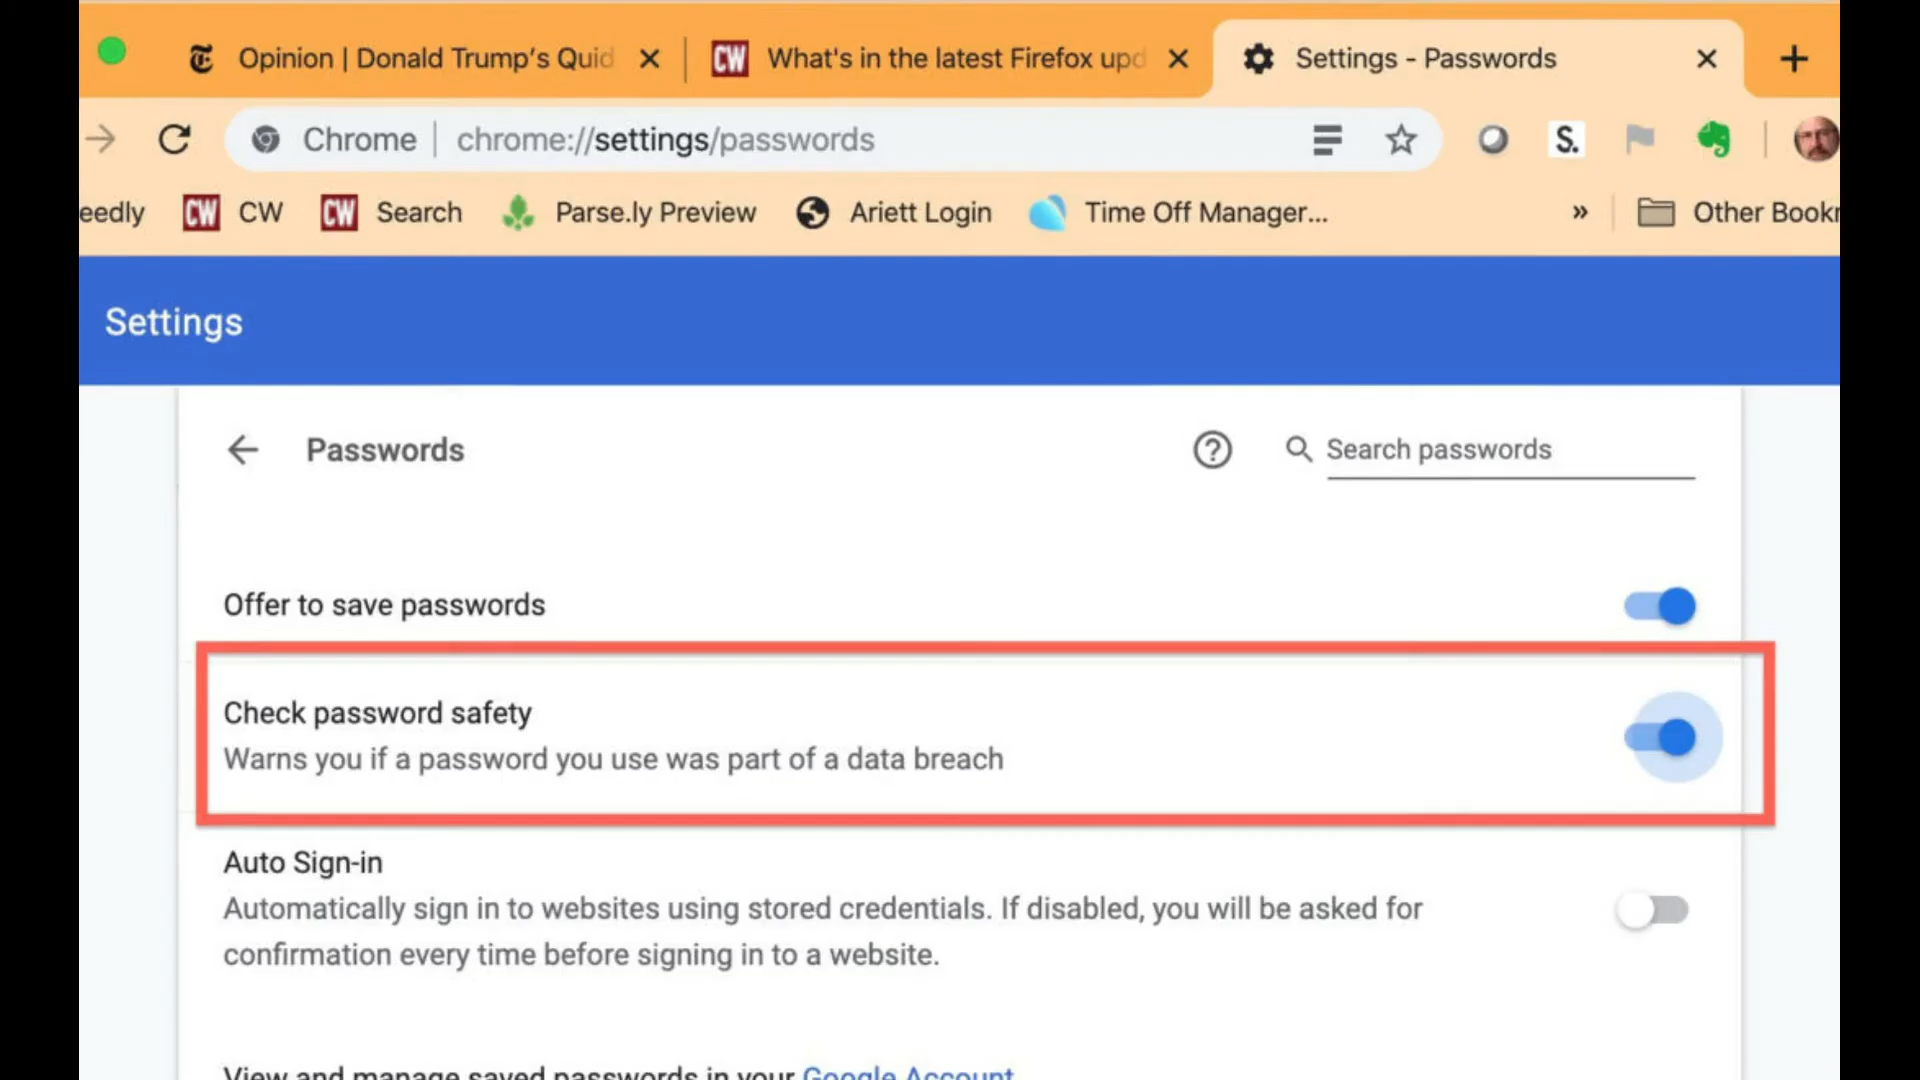 Opinion | Donald Trump's Quid
CW What's in the latest Firefox upd
Settings - Passwords
Chrome | chrome://settings/passwords
S.
eedly
CW CW
CW Search
Parse.ly Preview
Ariett Login
Time Off Manager...
»
Other Bookr
Settings
Passwords
Search passwords
Offer to save passwords
Check password safety
Warns you if a password you use was part of a data breach
Auto Sign-in
Automatically sign in to websites using stored credentials. If disabled, you will be asked for
confirmation every time before signing in to a website.
View and manage saved passwords in your Google Account